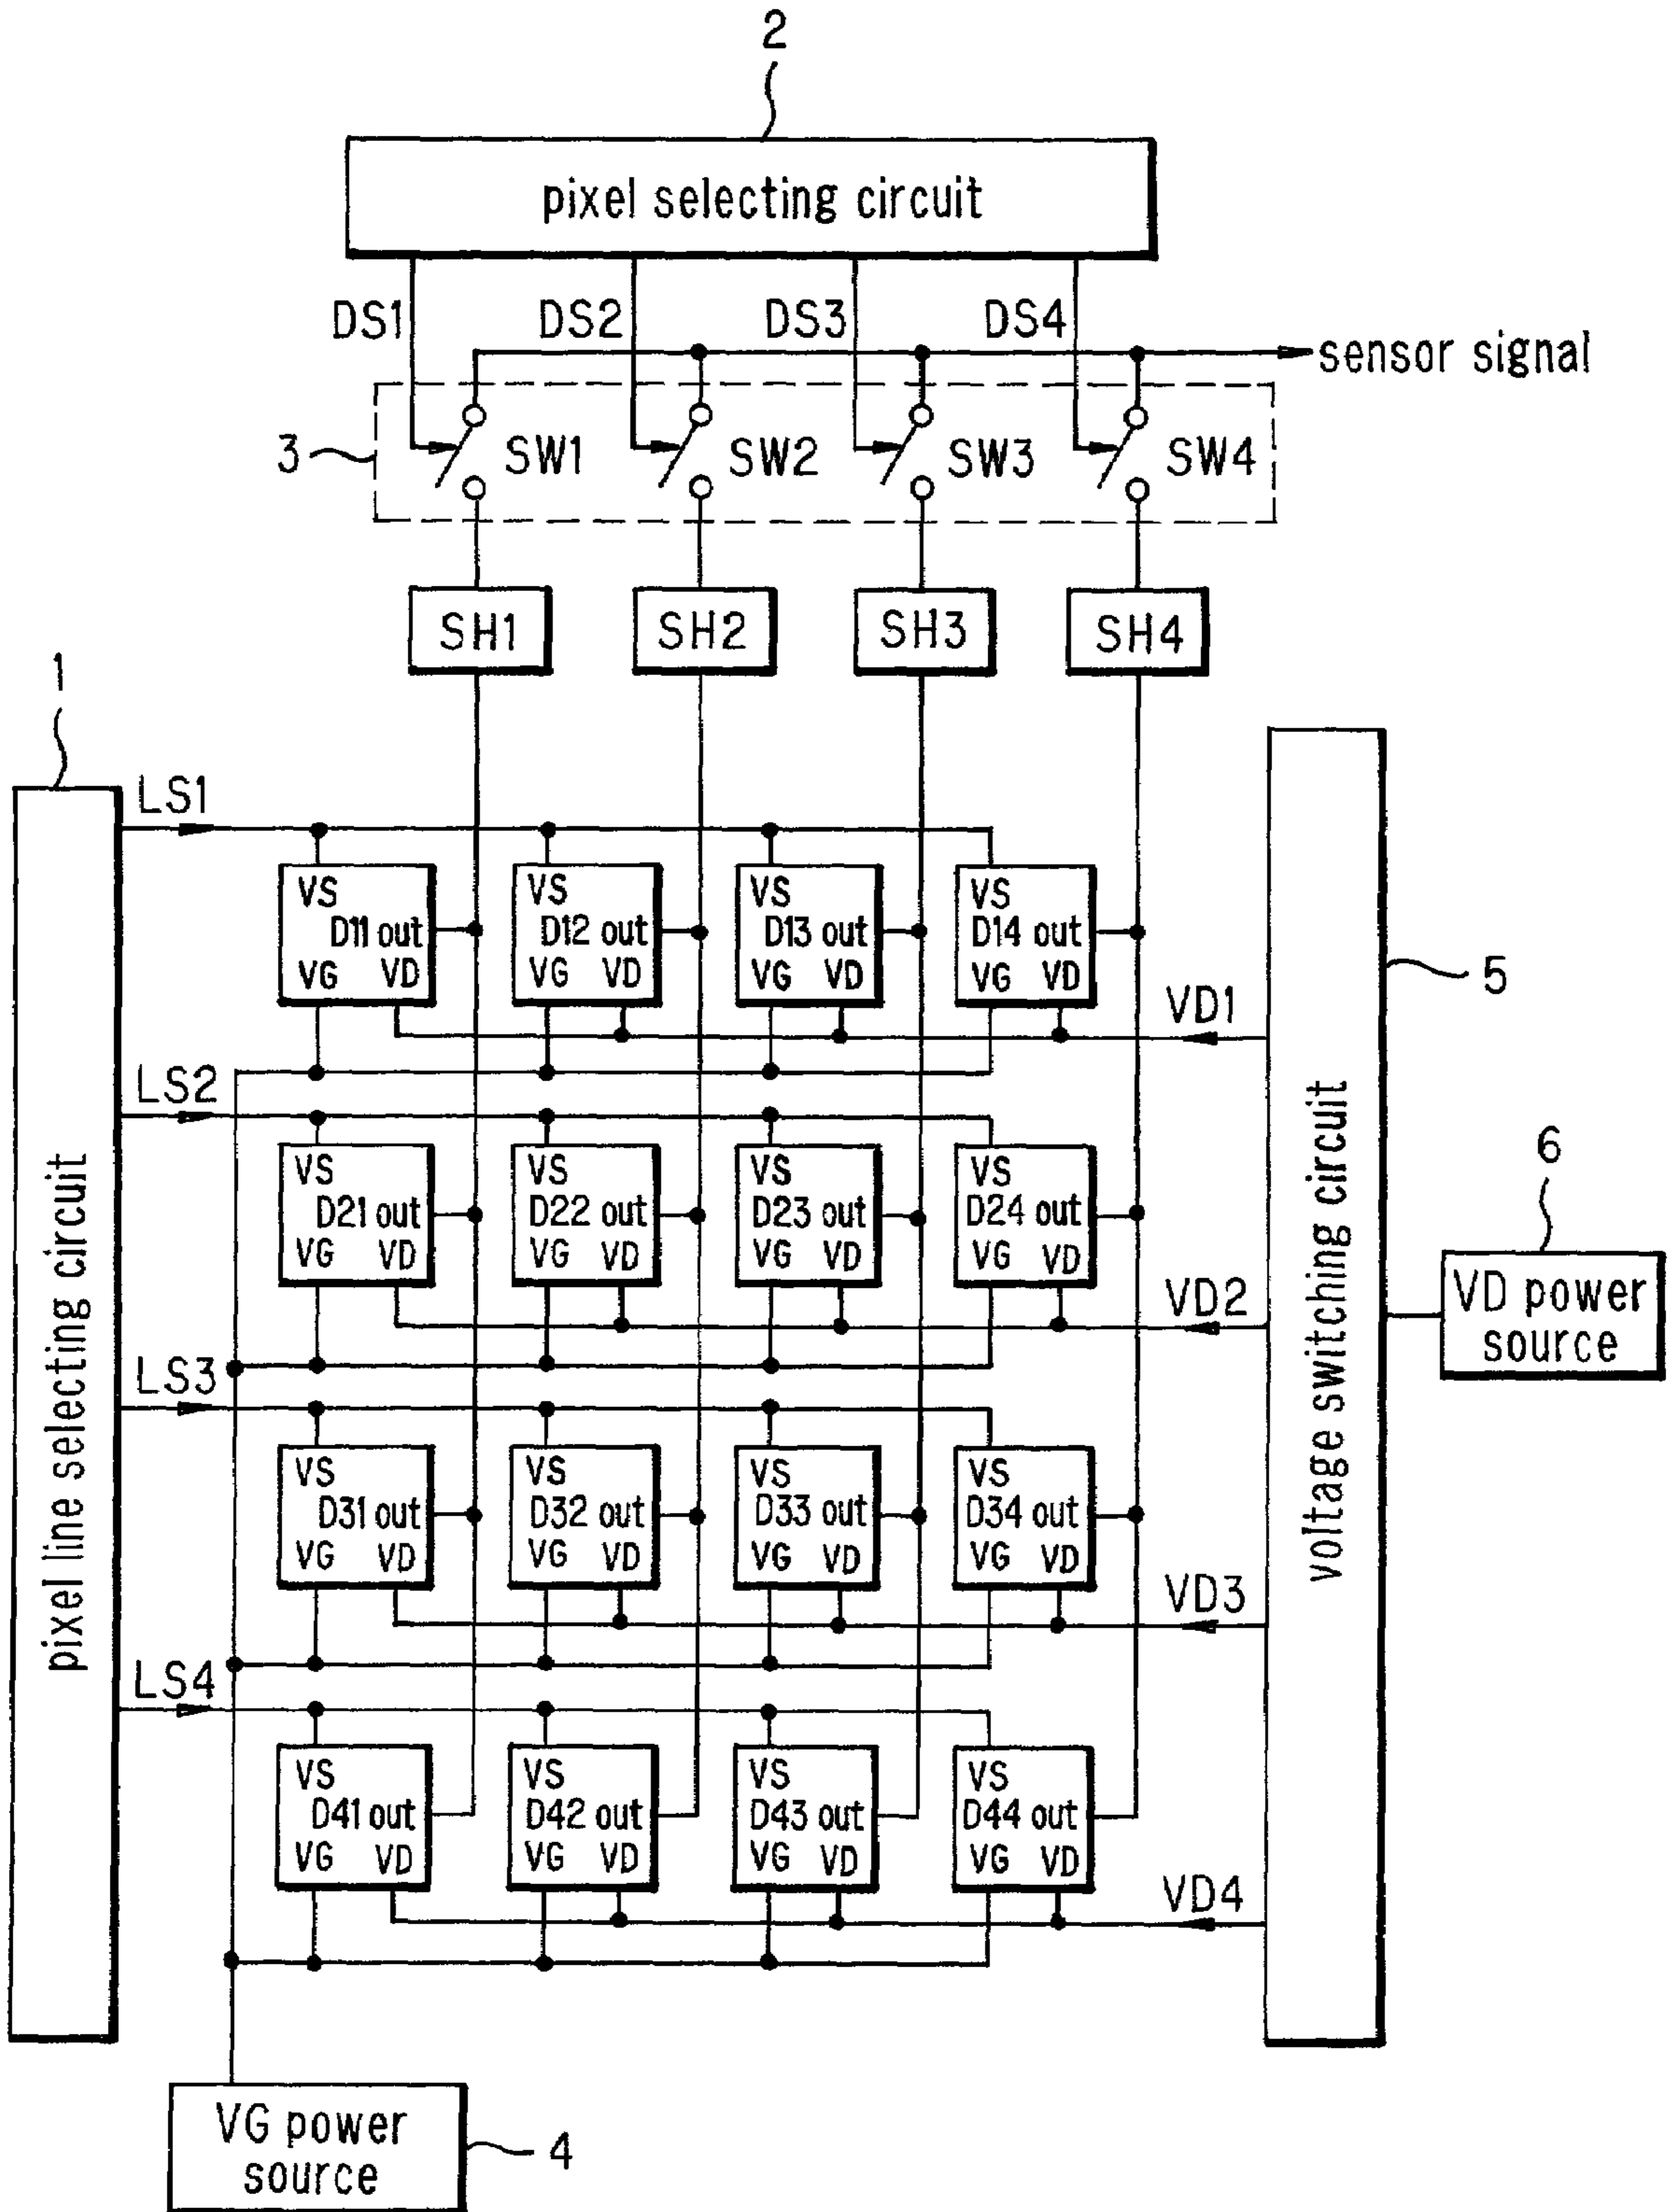 2
pixel selecting circuit
DS1
DS2
DS3
DS4
sensor signal
3
SW1
SW2
SW3
SW4
SH1
SH2
SH3
SH4
1
pixel line selecting circuit
LS1
VS
D11 out
VG VD
VS
D12 out
VG VD
VS
D13 out
VG VD
VS
D14 out
VG VD
VD1
5
voltage switching circuit
LS2
VS
D21 out
VG VD
VS
D22 out
VG VD
VS
D23 out
VG VD
VS
D24 out
VG VD
VD2
6
VD power
source
LS3
VS
D31 out
VG VD
VS
D32 out
VG VD
VS
D33 out
VG VD
VS
D34 out
VG VD
VD3
LS4
VS
D41 out
VG VD
VS
D42 out
VG VD
VS
D43 out
VG VD
VS
D44 out
VG VD
VD4
VG power
source
4